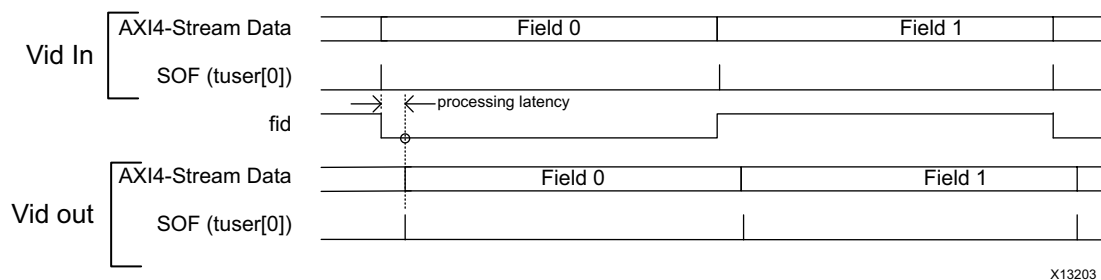 AXI4-Stream Data Field 0 Field 1
Vid In
SOF (tuser[0])
processing latency
fid
AXI4-Stream Data Field 0 Field 1
Vid out
SOF (tuser[0])
X13203